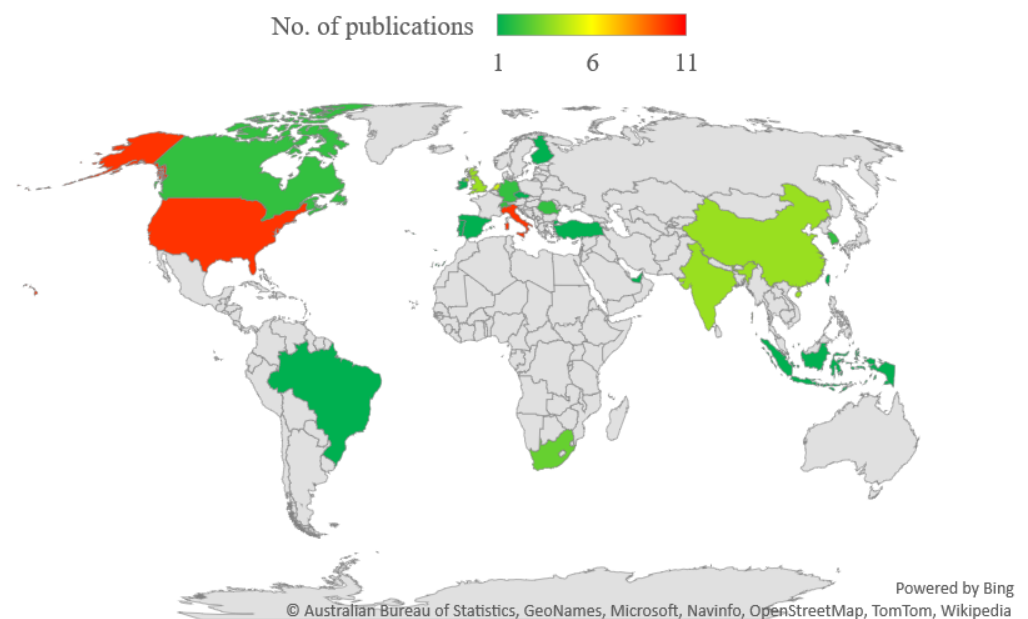 No. of publications
1 6 11
Powered by Bing
© Australian Bureau of Statistics, GeoNames, Microsoft, Navinfo, OpenStreetMap, TomTom, Wikipedia